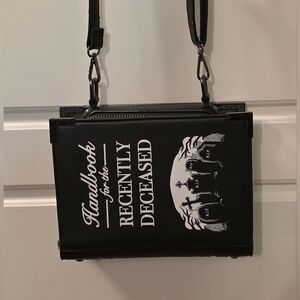 Handbook
for the
RECENTLY
DECEASED